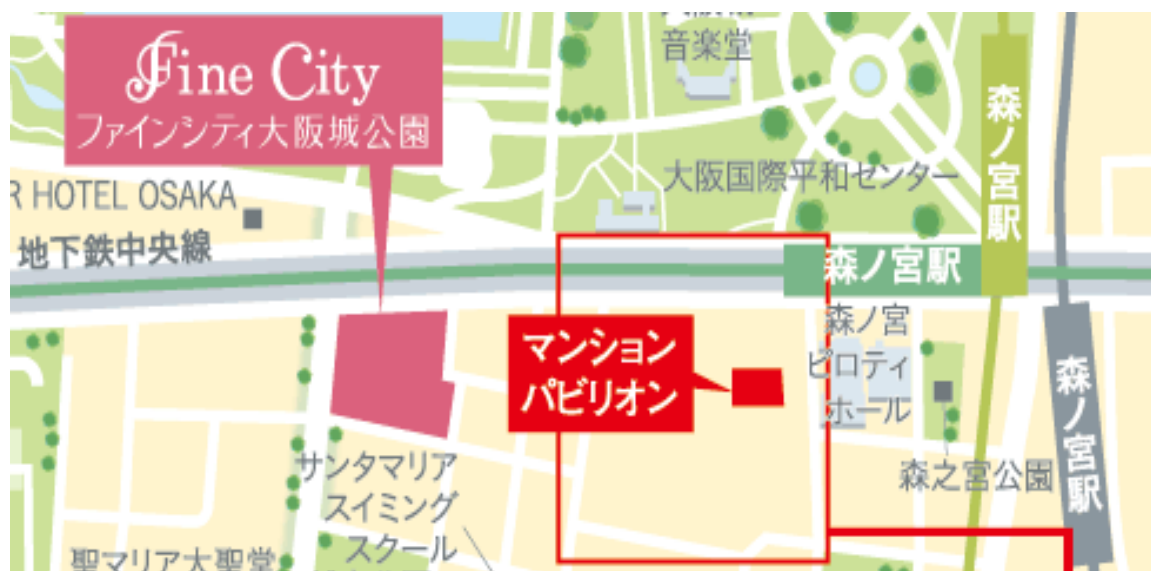 音楽堂
Fine City
ファインシティ大阪城公園
森ノ宮駅
大阪国際平和センター
R HOTEL OSAKA
地下鉄中央線
森ノ宮駅
マンション
パビリオン
森ノ宮
ピロティ
ホール
森ノ宮駅
森之宮公園
サンタマリア
スイミング
スクール
聖マリア大聖堂